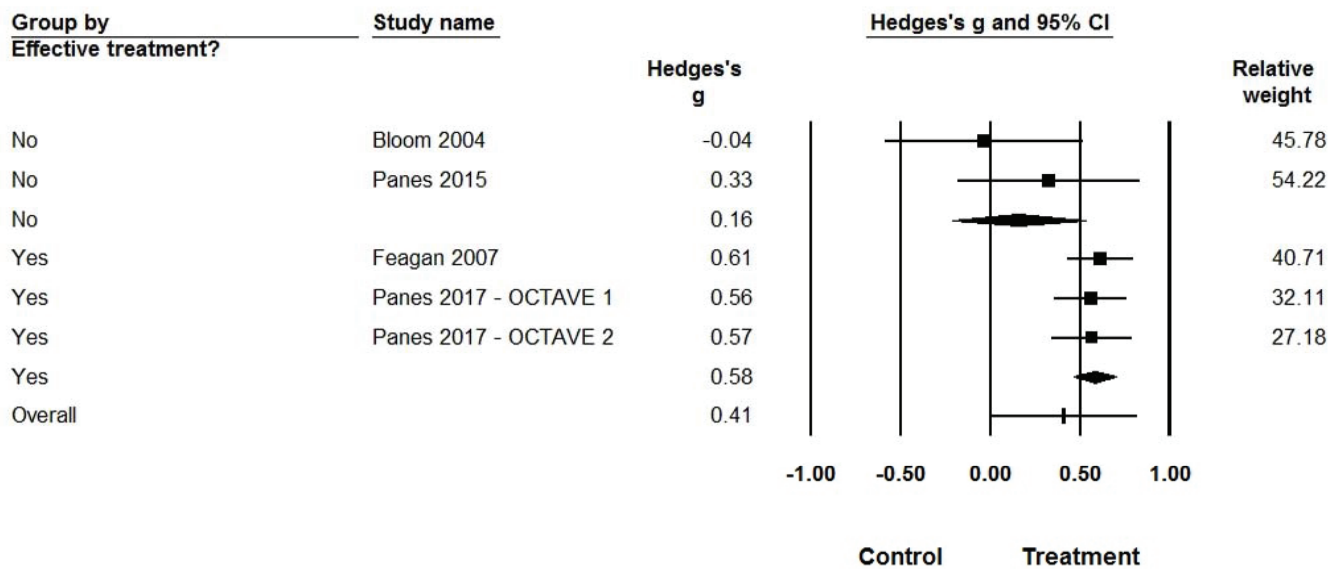 Group by Study name Hedges's g and 95% CI
Effective treatment?
Hedges's Relative
g weight
No Bloom 2004 -0.04 45.78
No Panes 2015 0.33 54.22
No 0.16
Yes Feagan 2007 0.61 40.71
Yes Panes 2017 - OCTAVE 1 0.56 32.11
Yes Panes 2017 - OCTAVE 2 0.57 27.18
Yes 0.58
Overall 0.41
-1.00 -0.50 0.00 0.50 1.00
Control Treatment